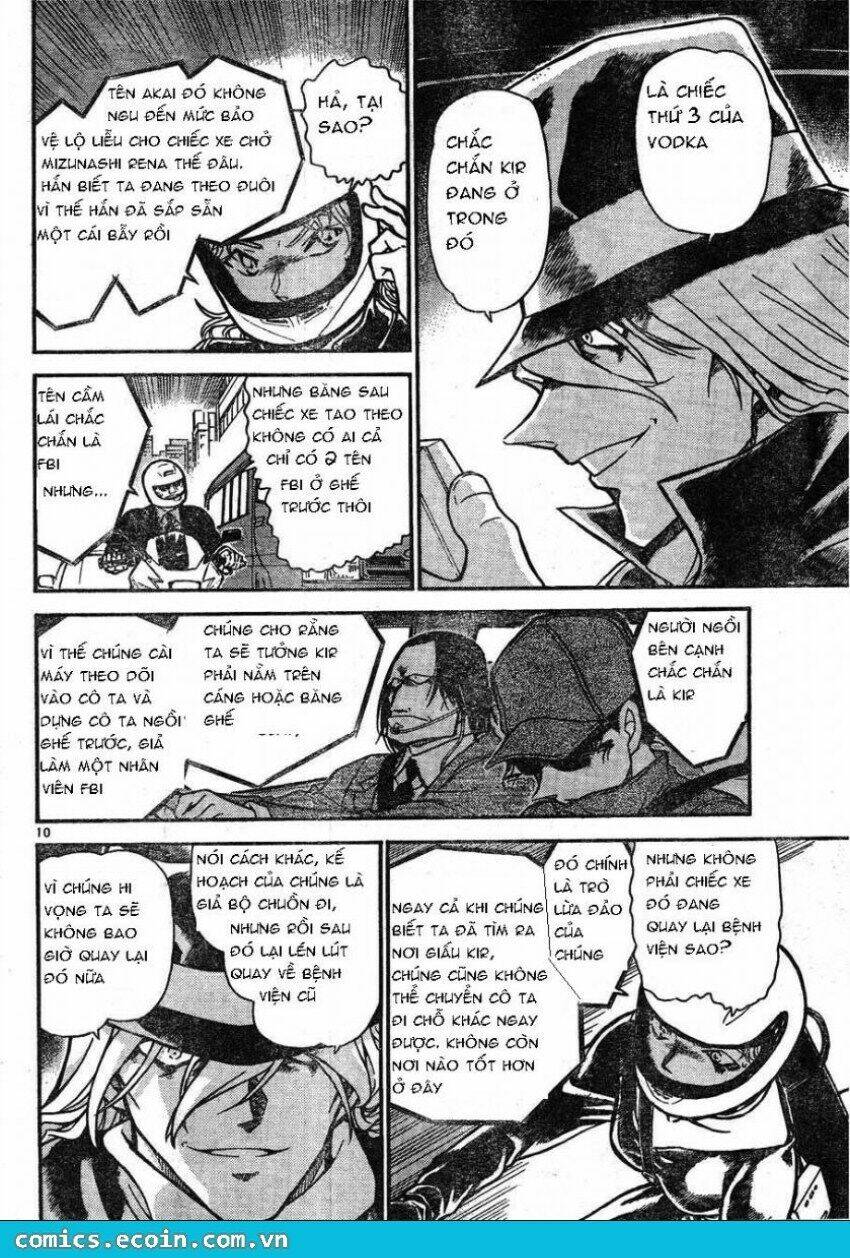 LÀ CHIẾC
THỨ 3 CỦA
VODKA
CHẮC
CHẮN KIR
ĐANG Ở
TRONG
ĐÓ
HẢ, TẠI
SAO?
TÊN AKAI ĐÓ KHÔNG
NGU ĐẾN MỨC BẢO
VỆ LỘ LIỄU CHO CHIẾC XE CHỞ
MIZUNASHI RENA THẾ ĐÂU.
HẮN BIẾT TA ĐANG THEO ĐUÔI
VÌ THẾ HẮN ĐÃ SẮP SẴN
MỘT CÁI BẪY RỒI
NHƯNG BĂNG SAU
CHIẾC XE TAO THEO
KHÔNG CÓ AI CẢ
CHỈ CÓ 2 TÊN
FBI Ở GHẾ
TRƯỚC THÔI
TÊN CẦM
LÁI CHẮC
CHẮN LÀ
FBI
NHƯNG...
NGƯỜI NGỒI
BÊN CẠNH
CHẮC CHẮN
LÀ KIR
CHÚNG CHO RẰNG
TA SẼ TƯỞNG KIR
PHẢI NẰM TRÊN
CÁNG HOẶC BĂNG
GHẾ
VÌ THẾ CHÚNG CÀI
MÁY THEO DÕI
VÀO CÔ TA VÀ
DỰNG CÔ TA NGỒI
GHẾ TRƯỚC, GIẢ
LÀM MỘT NHÂN
VIÊN FBI
10
NHƯNG KHÔNG
PHẢI CHIẾC XE
ĐÓ ĐANG
QUAY LẠI BỆNH
VIỆN SAO?
ĐÓ CHÍNH
LÀ TRÒ
LỪA ĐẢO
CỦA
CHÚNG
NGAY CẢ KHI CHÚNG
BIẾT TA ĐÃ TÌM RA
NƠI GIẤU KIR,
CHÚNG CŨNG KHÔNG
THỂ CHUYỂN CÔ TA
ĐI CHỖ KHÁC NGAY
ĐƯỢC. KHÔNG CÒN
NƠI NÀO TỐT HƠN
Ở ĐÂY
NÓI CÁCH KHÁC, KẾ
HOẠCH CỦA CHÚNG LÀ
GIẢ BỘ CHUỒN ĐI,
NHƯNG RỒI SAU
ĐÓ LẠI LÉN LÚT
QUAY VỀ BỆNH
VIỆN CŨ
VÌ CHÚNG HI
VỌNG TA SẼ
KHÔNG BAO
GIỜ QUAY LẠI
ĐÓ NỮA
comics.ecoin.com.vn